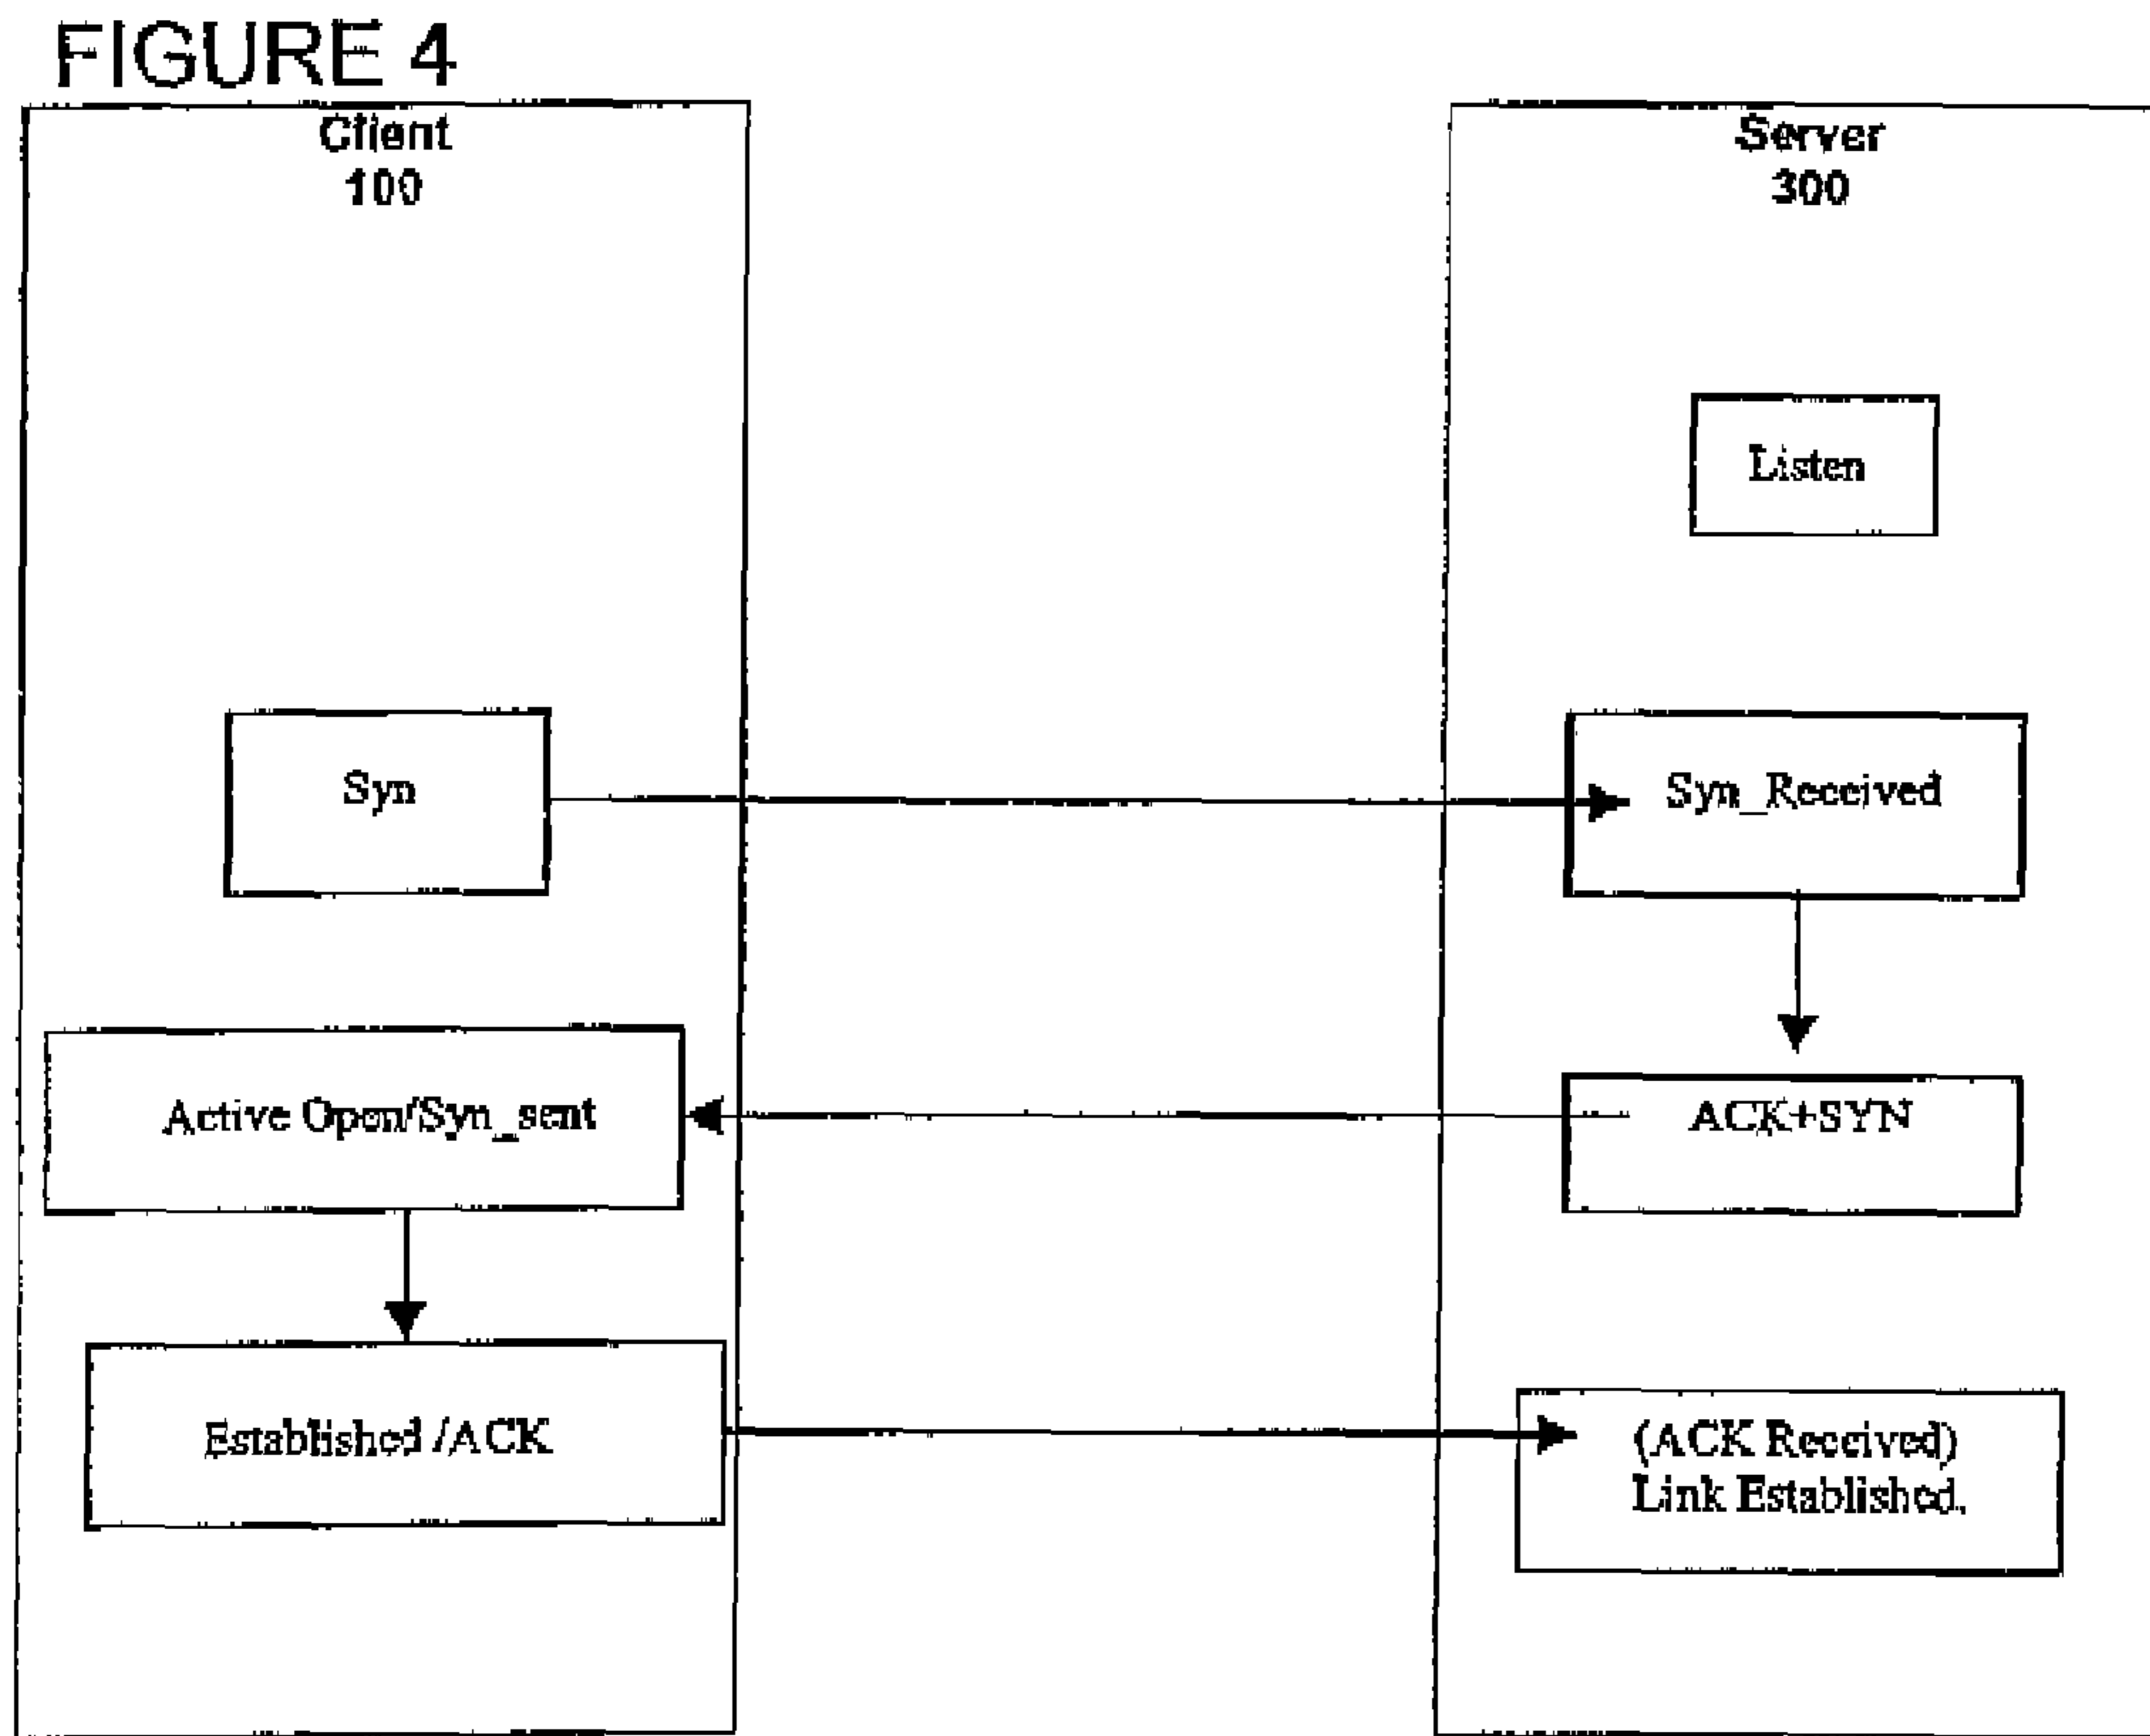 FIGURE 4
Client
100
Server
300
Listen
Syn
Syn_Received
Active Open/Syn_sent
ACK+SYN
Established /ACK
(ACK Received)
Link Established.